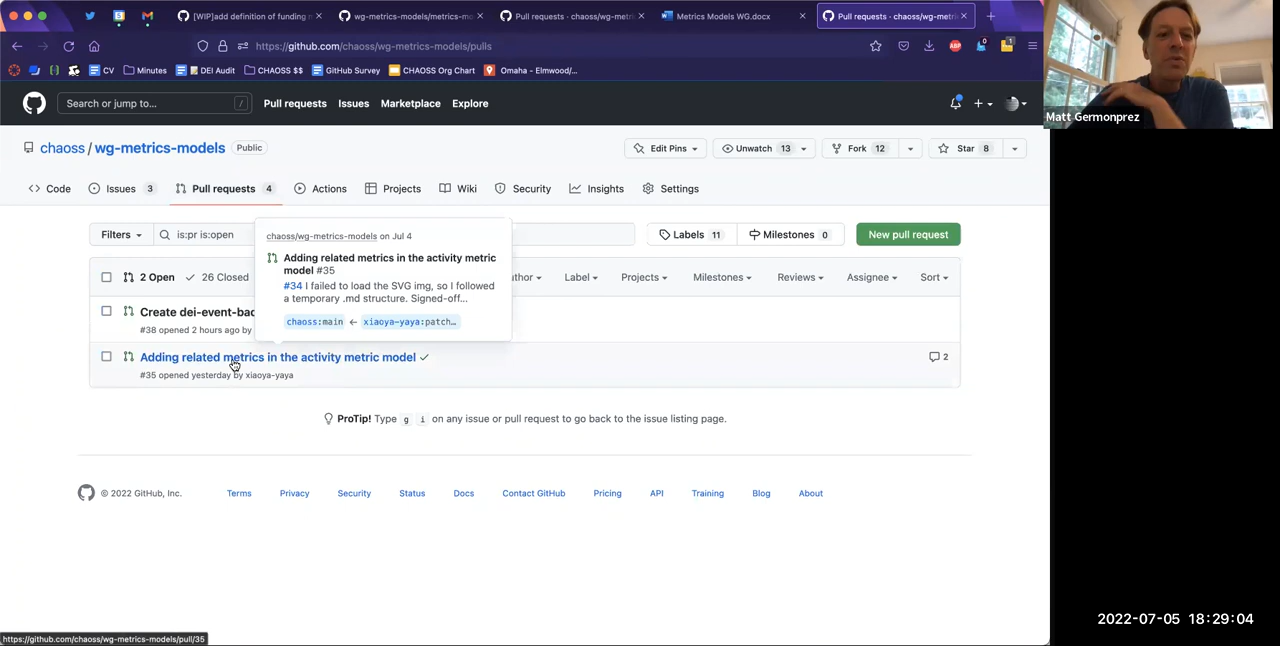 [WIP]add definition of funding
wg-metrics-models/metrics-mo
Pull requests · chaoss/wg-metri
Metrics Models WG.docx
Pull requests · chaoss/wg-metri
https://github.com/chaoss/wg-metrics-models/pulls
CV
Minutes
DEI Audit
CHAOSS $$
GitHub Survey
CHAOSS Org Chart
Omaha - Elmwood/...
Search or jump to...
/
Pull requests
Issues
Marketplace
Explore
Matt Germonprez
chaoss / wg-metrics-models
Public
Edit Pins
Unwatch 13
Fork 12
Star 8
Code
Issues 3
Pull requests 4
Actions
Projects
Wiki
Security
Insights
Settings
Filters
is:pr is:open
Labels 11
Milestones 0
New pull request
chaoss/wg-metrics-models on Jul 4
Adding related metrics in the activity metric
model #35
#34 I failed to load the SVG img, so I followed
a temporary .md structure. Signed-off...
chaoss:main ← xiaoya-yaya:patch…
2 Open
26 Closed
uthor
Label
Projects
Milestones
Reviews
Assignee
Sort
Create dei-event-bad
#38 opened 2 hours ago by
Adding related metrics in the activity metric model
2
#35 opened yesterday by xiaoya-yaya
ProTip! Type g i on any issue or pull request to go back to the issue listing page.
© 2022 GitHub, Inc.
Terms
Privacy
Security
Status
Docs
Contact GitHub
Pricing
API
Training
Blog
About
2022-07-05 18:29:04
https://github.com/chaoss/wg-metrics-models/pull/35